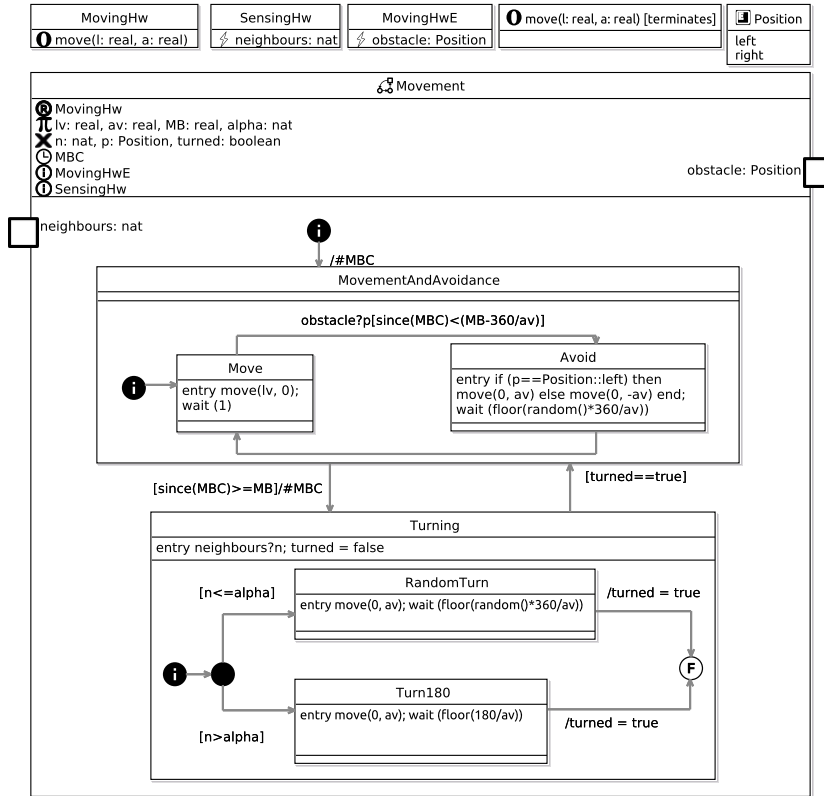 MovingHw
O move(l: real, a: real)
SensingHw
neighbours: nat
MovingHwE
obstacle: Position
O move(l: real, a: real) [terminates]
E Position
left
right
Movement
R MovingHw
π lv: real, av: real, MB: real, alpha: nat
X n: nat, p: Position, turned: boolean
MBC
i MovingHwE
i SensingHw
obstacle: Position
neighbours: nat
i
/#MBC
MovementAndAvoidance
obstacle?p[since(MBC)<(MB-360/av)]
i
Move
entry move(lv, 0);
wait (1)
Avoid
entry if (p==Position::left) then
move(0, av) else move(0, -av) end;
wait (floor(random()*360/av))
[since(MBC)>=MB]/#MBC
[turned==true]
Turning
entry neighbours?n; turned = false
[n<=alpha]
RandomTurn
entry move(0, av); wait (floor(random()*360/av))
/turned = true
i
F
Turn180
entry move(0, av); wait (floor(180/av))
[n>alpha]
/turned = true